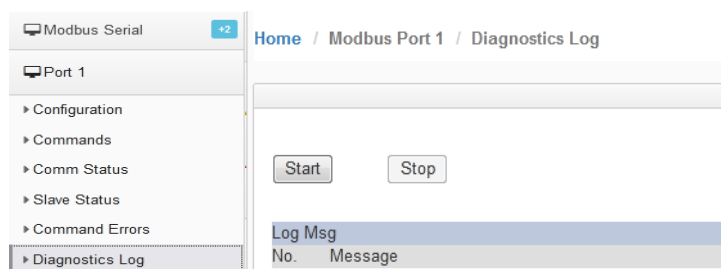 Modbus Serial +2
Port 1
Configuration
Commands
Comm Status
Slave Status
Command Errors
Diagnostics Log
Home / Modbus Port 1 / Diagnostics Log
Start Stop
Log Msg
No. Message